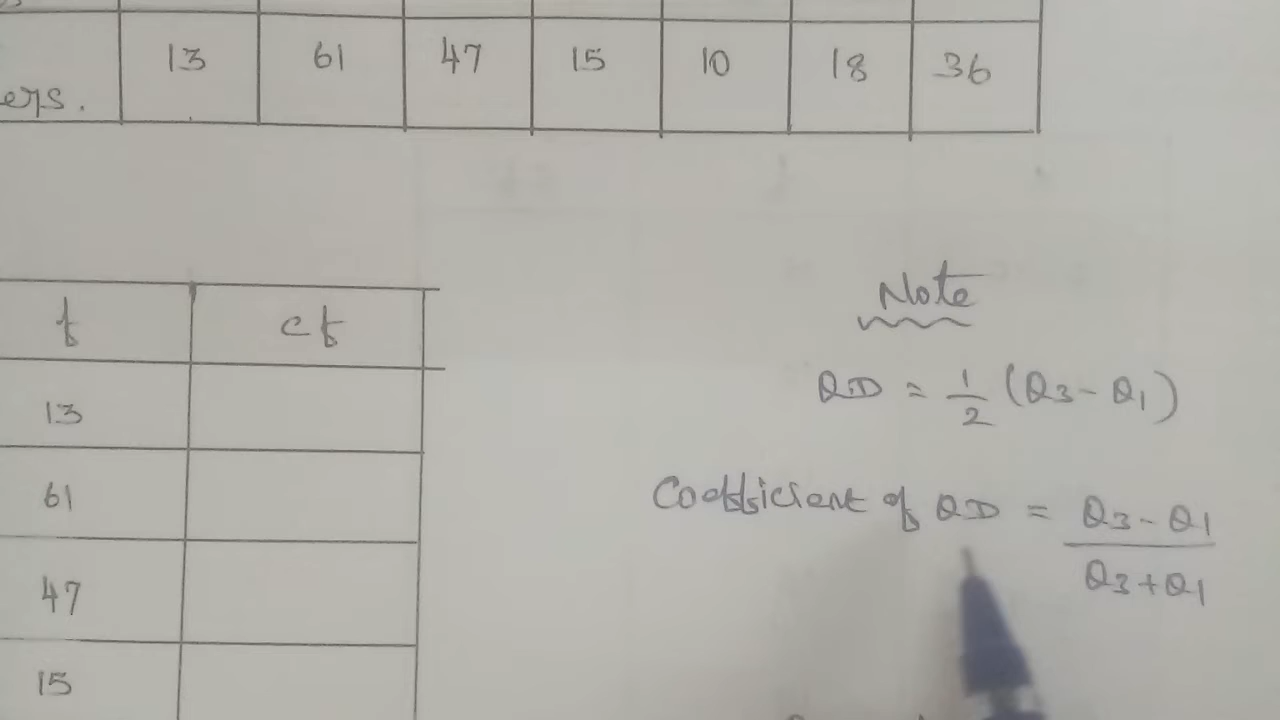 13 61 47 15 10 18 36
ers.
Note
f cf
QD = 1/2 (Q3 - Q1)
13
Coefficient of QD = Q3 - Q1 / Q3 + Q1
61
47
15